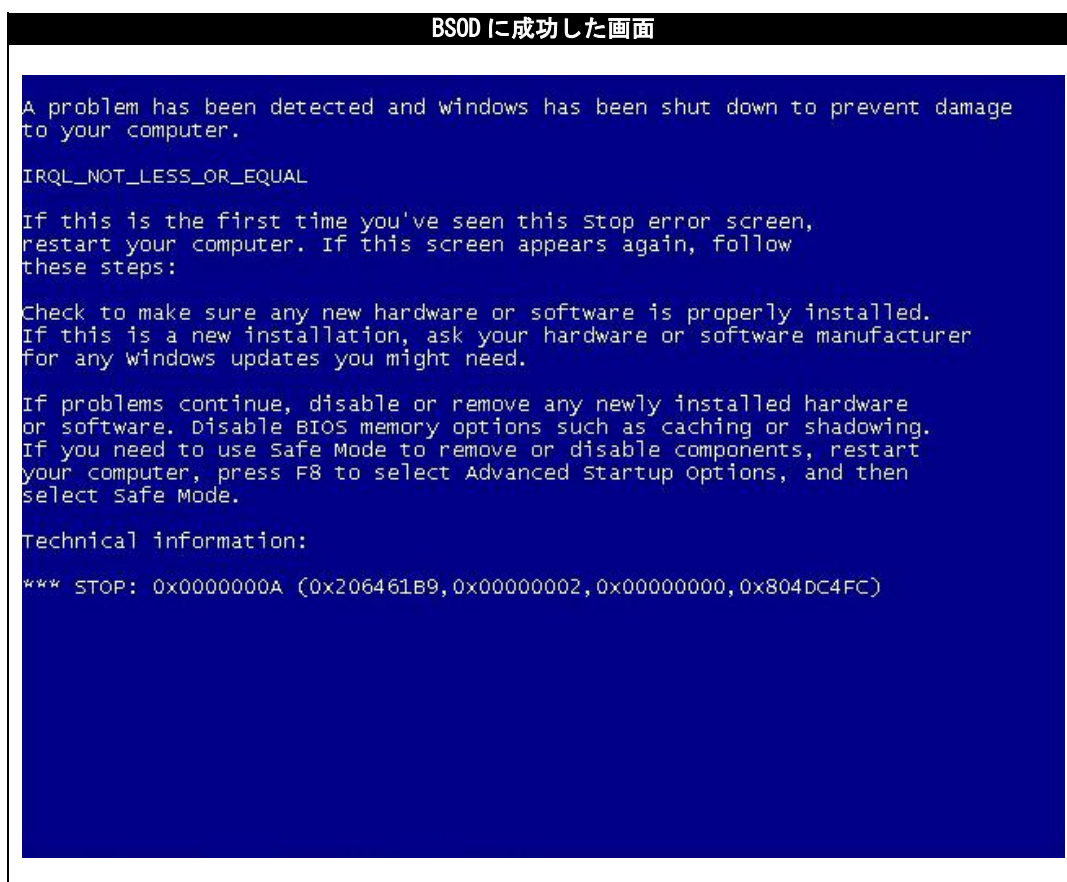 BSOD に成功した画面
A problem has been detected and Windows has been shut down to prevent damage
to your computer.
IRQL_NOT_LESS_OR_EQUAL
If this is the first time you've seen this Stop error screen,
restart your computer. If this screen appears again, follow
these steps:
Check to make sure any new hardware or software is properly installed.
If this is a new installation, ask your hardware or software manufacturer
for any Windows updates you might need.
If problems continue, disable or remove any newly installed hardware
or software. Disable BIOS memory options such as caching or shadowing.
If you need to use Safe Mode to remove or disable components, restart
your computer, press F8 to select Advanced Startup Options, and then
select Safe Mode.
Technical information:
*** STOP: 0x0000000A (0x206461B9,0x00000002,0x00000000,0x804DC4FC)